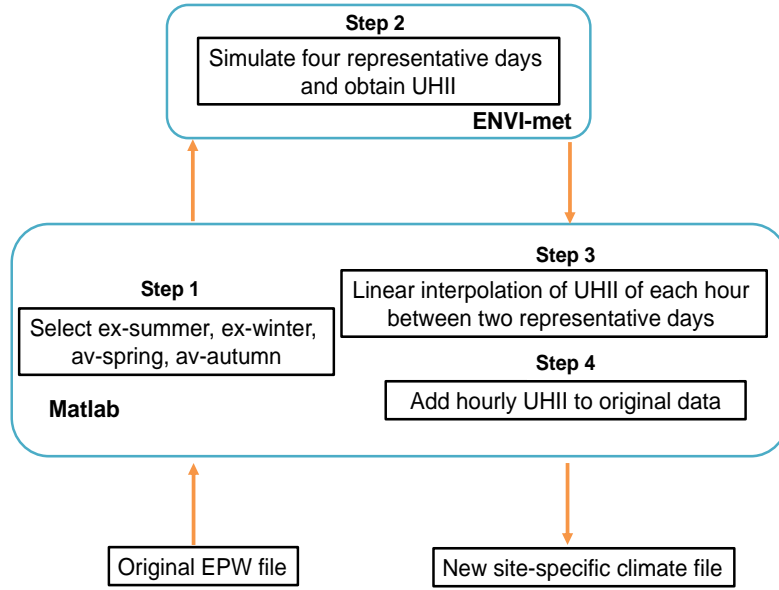 Step 2
Simulate four representative days
and obtain UHII
ENVI-met
Step 1
Select ex-summer, ex-winter,
av-spring, av-autumn
Matlab
Step 3
Linear interpolation of UHII of each hour
between two representative days
Step 4
Add hourly UHII to original data
Original EPW file
New site-specific climate file